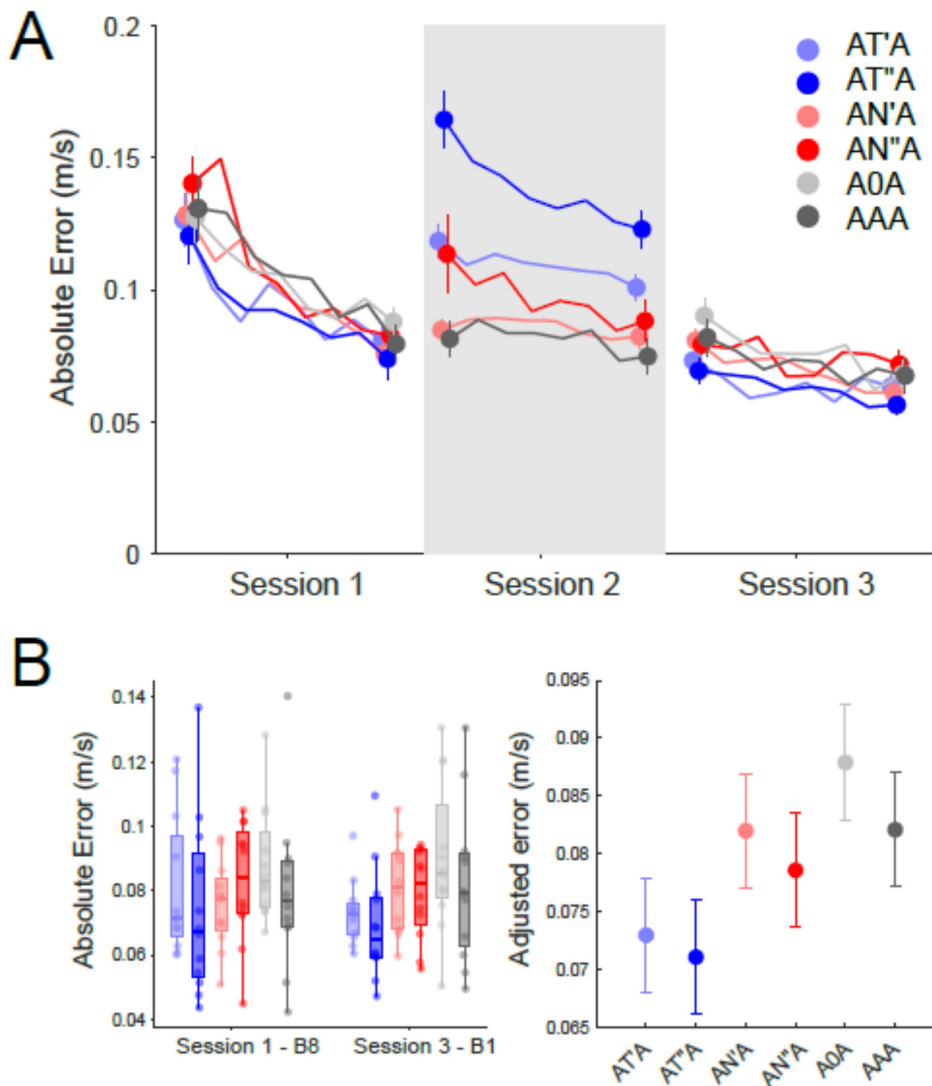 A
0.2
0.15
0.1
0.05
0
Absolute Error (m/s)
AT'A
AT"A
AN'A
AN"A
A0A
AAA
Session 1
Session 2
Session 3
B
0.14
0.12
0.1
0.08
0.06
0.04
Absolute Error (m/s)
Session 1 - B8
Session 3 - B1
0.095
0.09
0.085
0.08
0.075
0.07
0.065
Adjusted error (m/s)
AT'A
AT"A
AN'A
AN"A
A0A
AAA